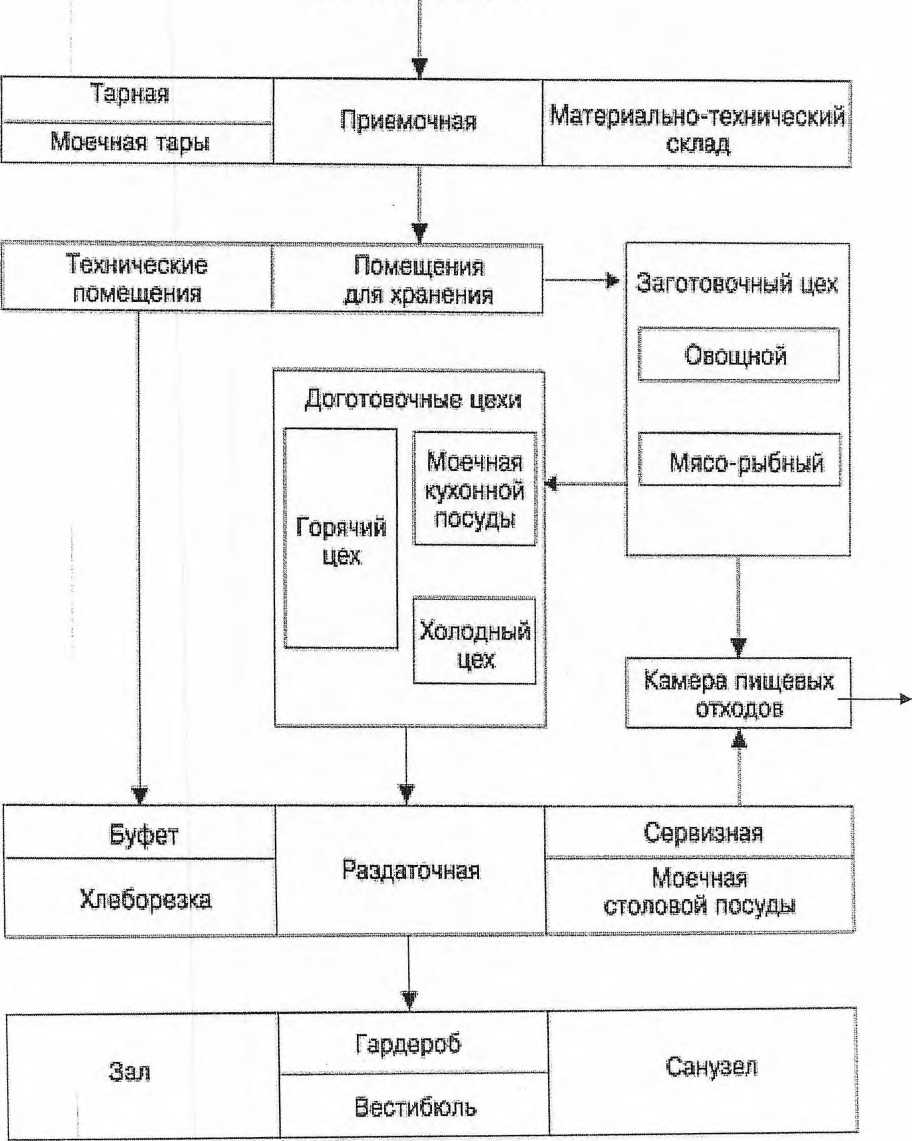 Тарная
Моечная тары
Приемочная
Материально-технический
склад
Технические
помещения
Помещения
для хранения
Заготовочный цех
Овощной
Мясо-рыбный
Доготовочные цехи
Горячий
цех
Моечная
кухонной
посуды
Холодный
цех
Камера пищевых
отходов
Буфет
Хлеборезка
Раздаточная
Сервизная
Моечная
столовой посуды
Зал
Гардероб
Вестибюль
Санузел